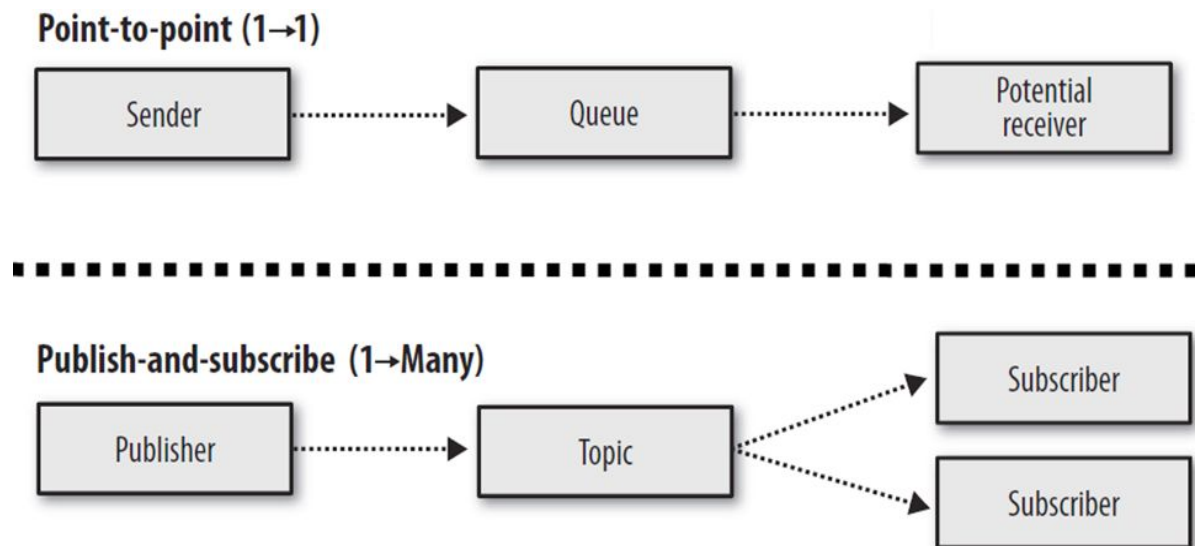 Point-to-point (1→1)
Sender
Queue
Potential
receiver
Publish-and-subscribe (1→Many)
Publisher
Topic
Subscriber
Subscriber